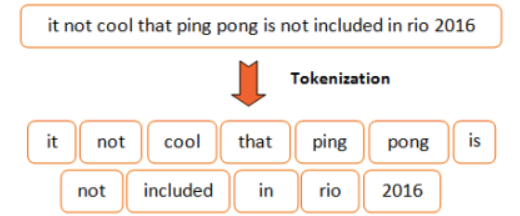 it not cool that ping pong is not included in rio 2016
Tokenization
it not cool that ping pong is
not included in rio 2016